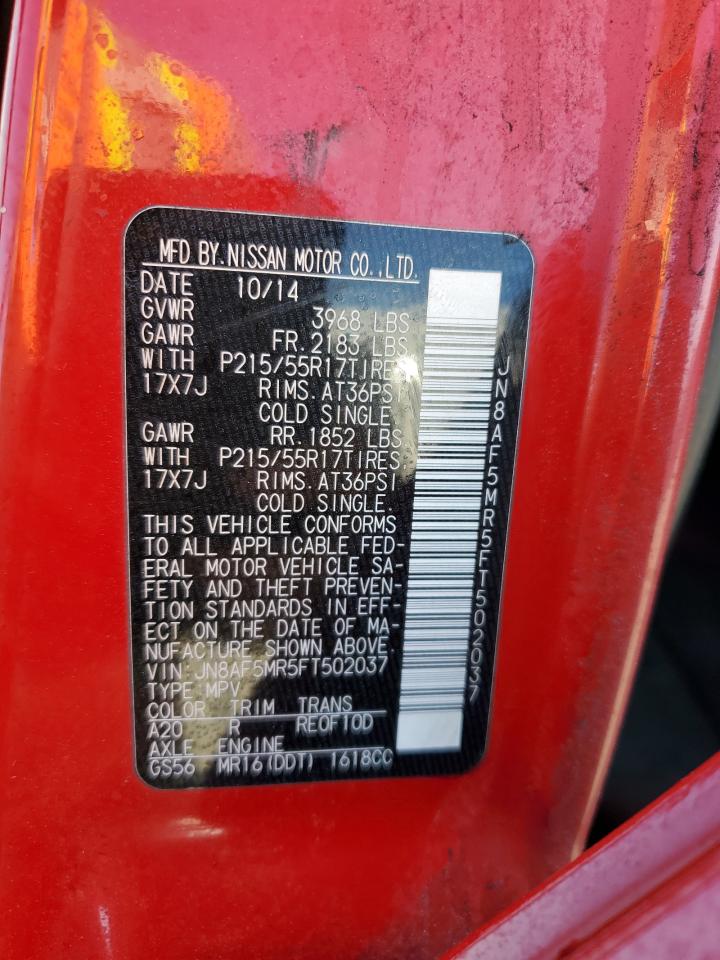 MFD BY. NISSAN MOTOR CO.,LTD.
DATE 10/14
GVWR 3968 LBS
GAWR FR. 2183 LBS
WITH P215/55R17TIRES,
17X7J RIMS. AT36PSI
COLD SINGLE.
GAWR RR. 1852 LBS
WITH P215/55R17TIRES,
17X7J RIMS. AT36PSI
COLD SINGLE.
THIS VEHICLE CONFORMS
TO ALL APPLICABLE FED-
ERAL MOTOR VEHICLE SA-
FETY AND THEFT PREVEN-
TION STANDARDS IN EFF-
ECT ON THE DATE OF MA-
NUFACTURE SHOWN ABOVE.
VIN: JN8AF5MR5FT502037
TYPE: MPV
COLOR TRIM TRANS
A20 R RE0F10D
AXLE ENGINE
GS56 MR16(DDT) 1618CC
JN8AF5MR5FT502037